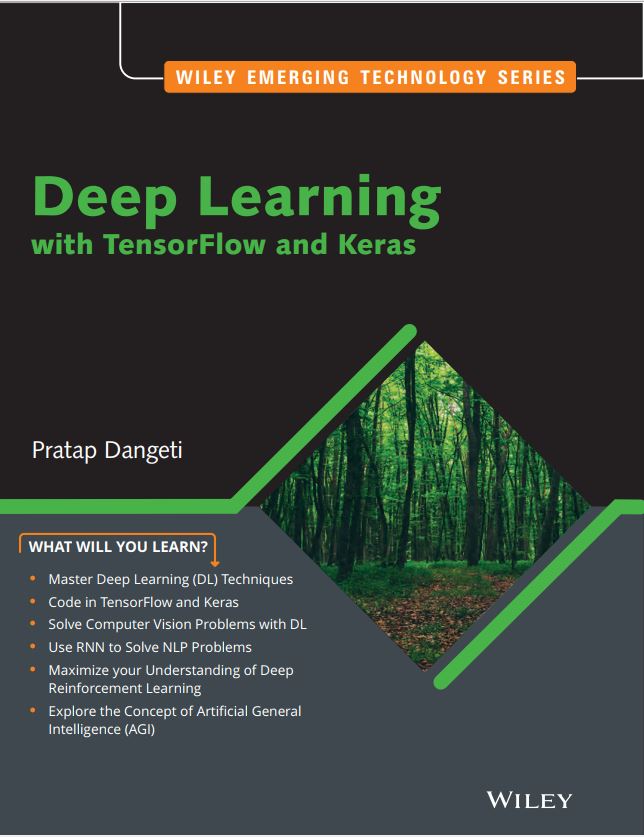 WILEY EMERGING TECHNOLOGY SERIES
Deep Learning
with TensorFlow and Keras
Pratap Dangeti
WHAT WILL YOU LEARN?
• Master Deep Learning (DL) Techniques
• Code in TensorFlow and Keras
• Solve Computer Vision Problems with DL
• Use RNN to Solve NLP Problems
• Maximize your Understanding of Deep
Reinforcement Learning
• Explore the Concept of Artificial General
Intelligence (AGI)
WILEY